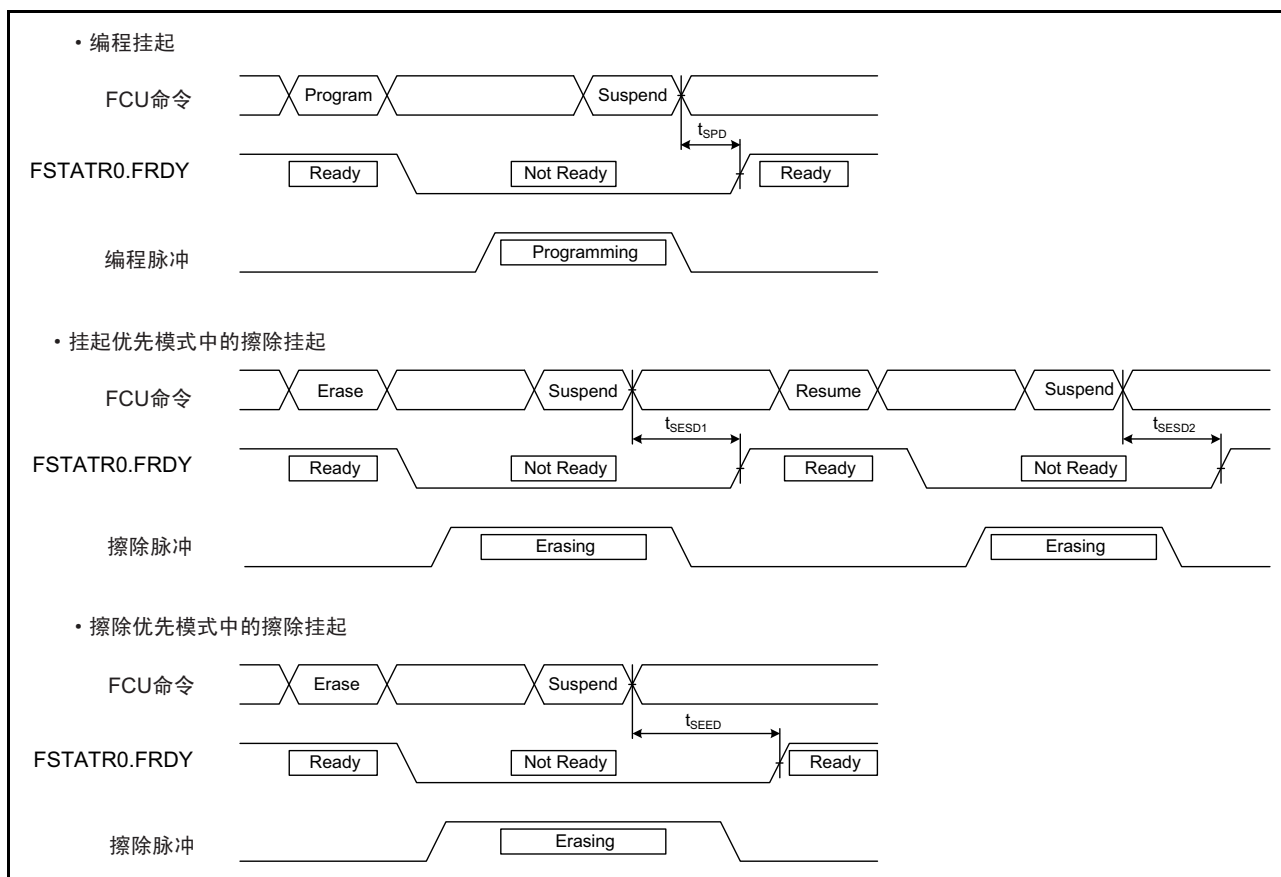 ・编程挂起
FCU命令
Program
Suspend
tSPD
FSTATR0.FRDY
Ready
Not Ready
Ready
编程脉冲
Programming
・挂起优先模式中的擦除挂起
FCU命令
Erase
Suspend
Resume
Suspend
tSESD1
tSESD2
FSTATR0.FRDY
Ready
Not Ready
Ready
Not Ready
擦除脉冲
Erasing
Erasing
・擦除优先模式中的擦除挂起
FCU命令
Erase
Suspend
tSEED
FSTATR0.FRDY
Ready
Not Ready
Ready
擦除脉冲
Erasing